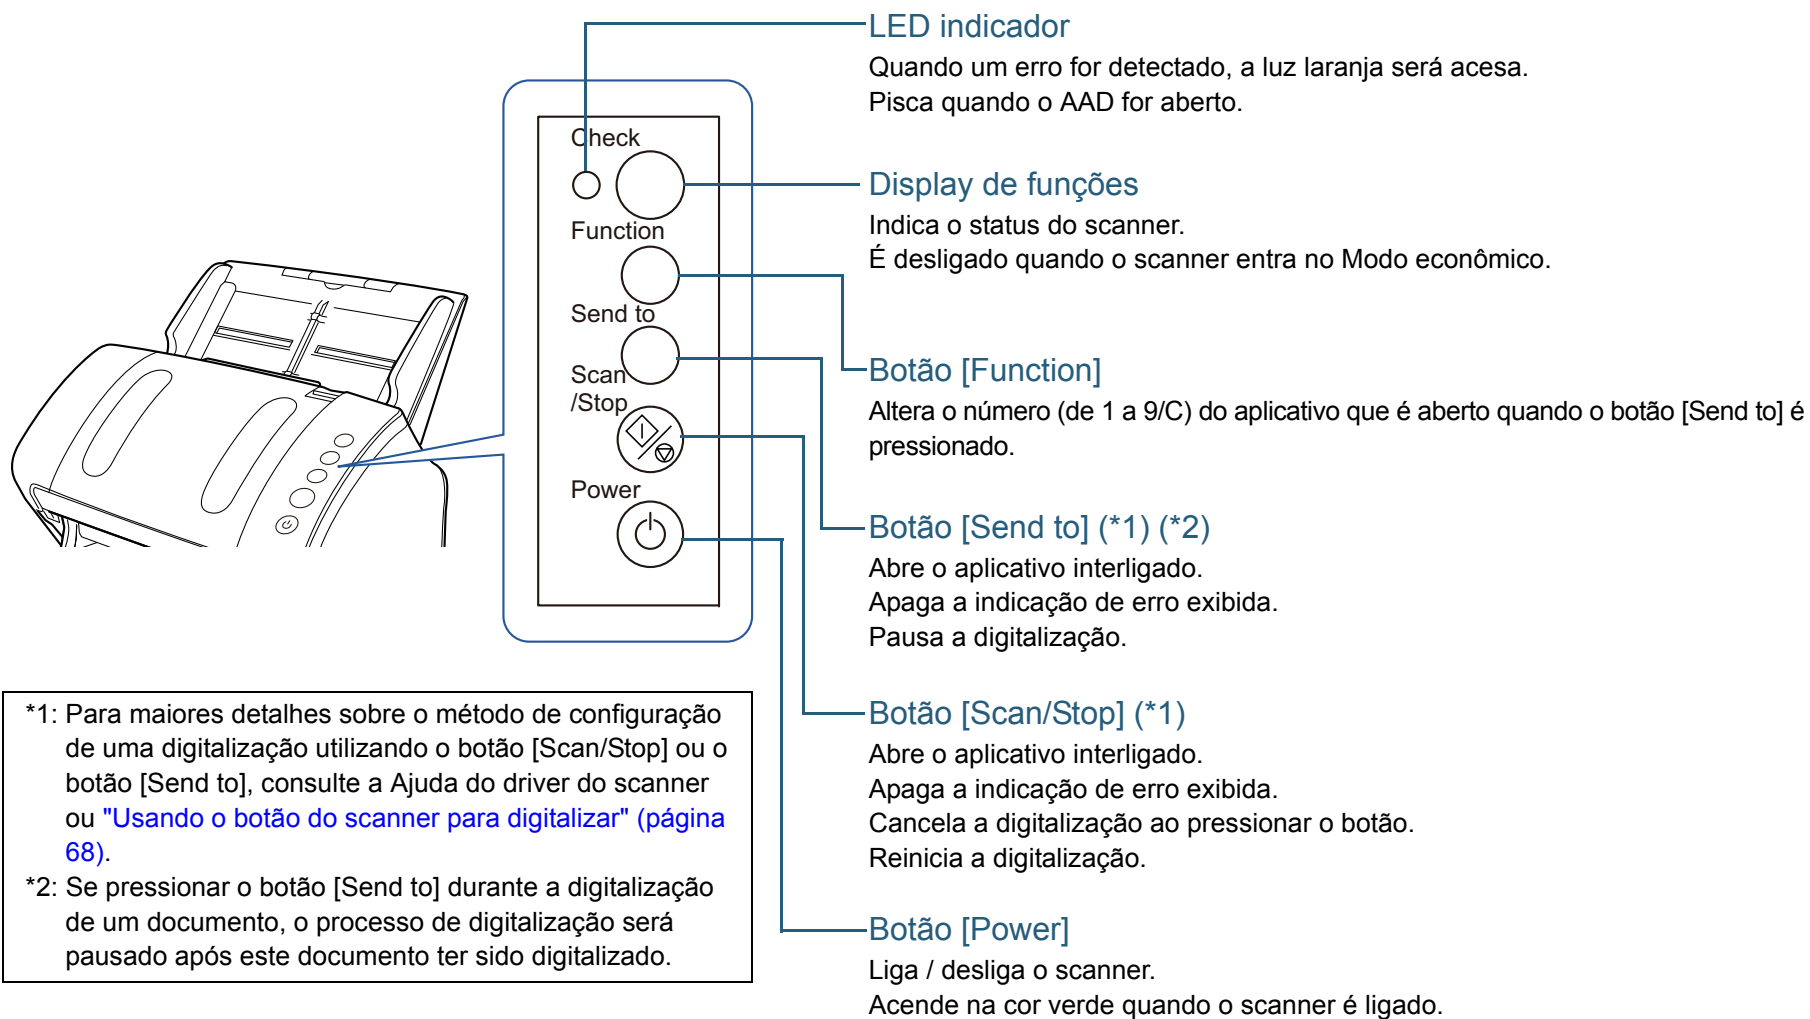 LED indicador
Quando um erro for detectado, a luz laranja será acesa.
Pisca quando o AAD for aberto.
Check
Display de funções
Indica o status do scanner.
É desligado quando o scanner entra no Modo econômico.
Function
Send to
Botão [Function]
Altera o número (de 1 a 9/C) do aplicativo que é aberto quando o botão [Send to] é
pressionado.
Scan
/Stop
Power
Botão [Send to] (*1) (*2)
Abre o aplicativo interligado.
Apaga a indicação de erro exibida.
Pausa a digitalização.
Botão [Scan/Stop] (*1)
Abre o aplicativo interligado.
Apaga a indicação de erro exibida.
Cancela a digitalização ao pressionar o botão.
Reinicia a digitalização.
Botão [Power]
Liga / desliga o scanner.
Acende na cor verde quando o scanner é ligado.
*1: Para maiores detalhes sobre o método de configuração
de uma digitalização utilizando o botão [Scan/Stop] ou o
botão [Send to], consulte a Ajuda do driver do scanner
ou "Usando o botão do scanner para digitalizar" (página
68).
*2: Se pressionar o botão [Send to] durante a digitalização
de um documento, o processo de digitalização será
pausado após este documento ter sido digitalizado.